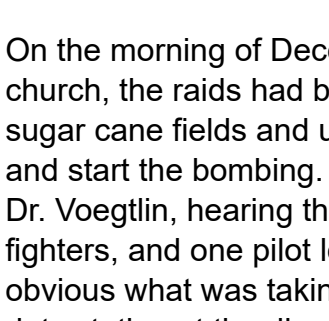 On the morning of Dec
church, the raids had b
sugar cane fields and u
and start the bombing.
Dr. Voegtlin, hearing th
fighters, and one pilot l
obvious what was takin